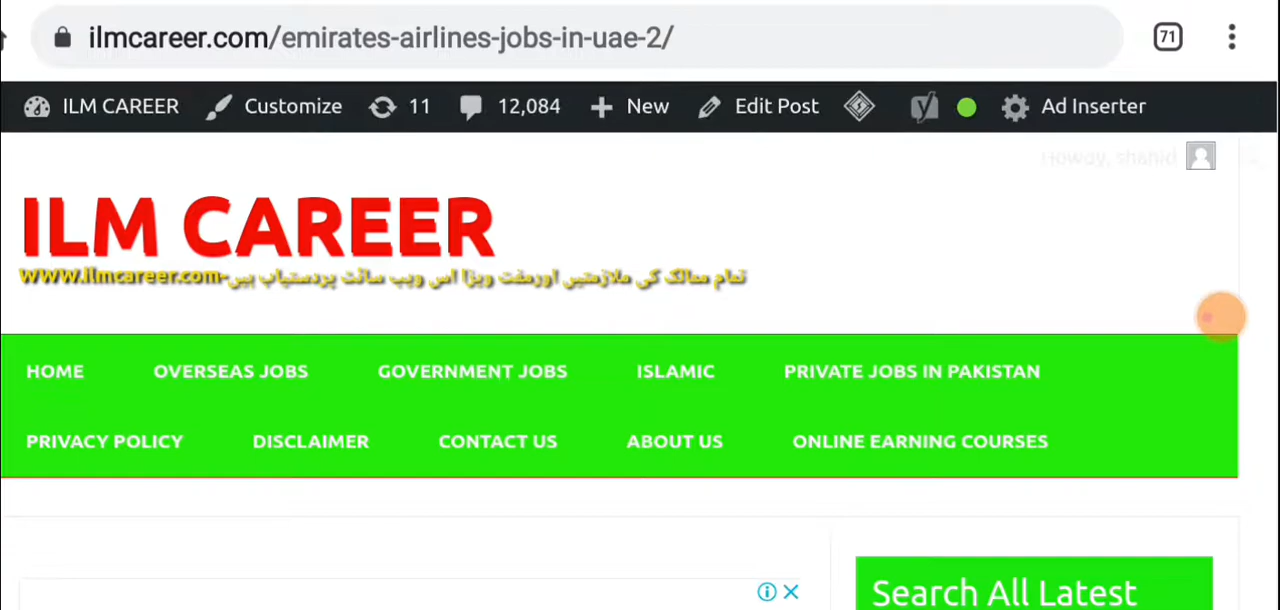 ilmcareer.com/emirates-airlines-jobs-in-uae-2/ 71
ILM CAREER Customize 11 12,084 New Edit Post Ad Inserter
Howdy, shahid
ILM CAREER
www.ilmcareer.com-تمام ممالک کی ملازمتیں اورمفت ویزا اس ویب سائٹ پردستیاب ہیں
HOME OVERSEAS JOBS GOVERNMENT JOBS ISLAMIC PRIVATE JOBS IN PAKISTAN
PRIVACY POLICY DISCLAIMER CONTACT US ABOUT US ONLINE EARNING COURSES
Search All Latest